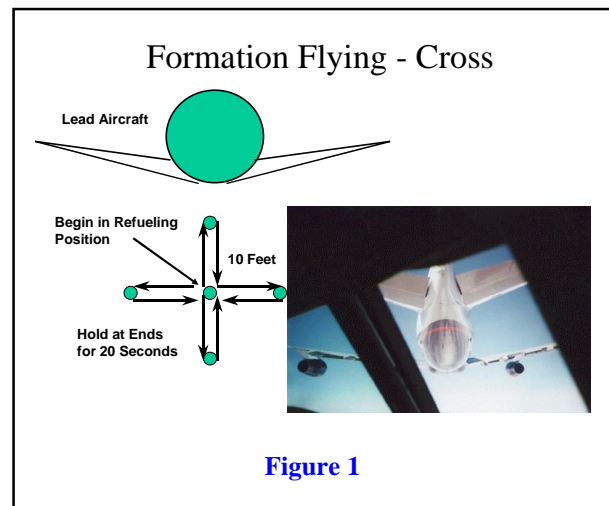 Formation Flying - Cross
Lead Aircraft
Begin in Refueling
Position
10 Feet
Hold at Ends
for 20 Seconds
Figure 1